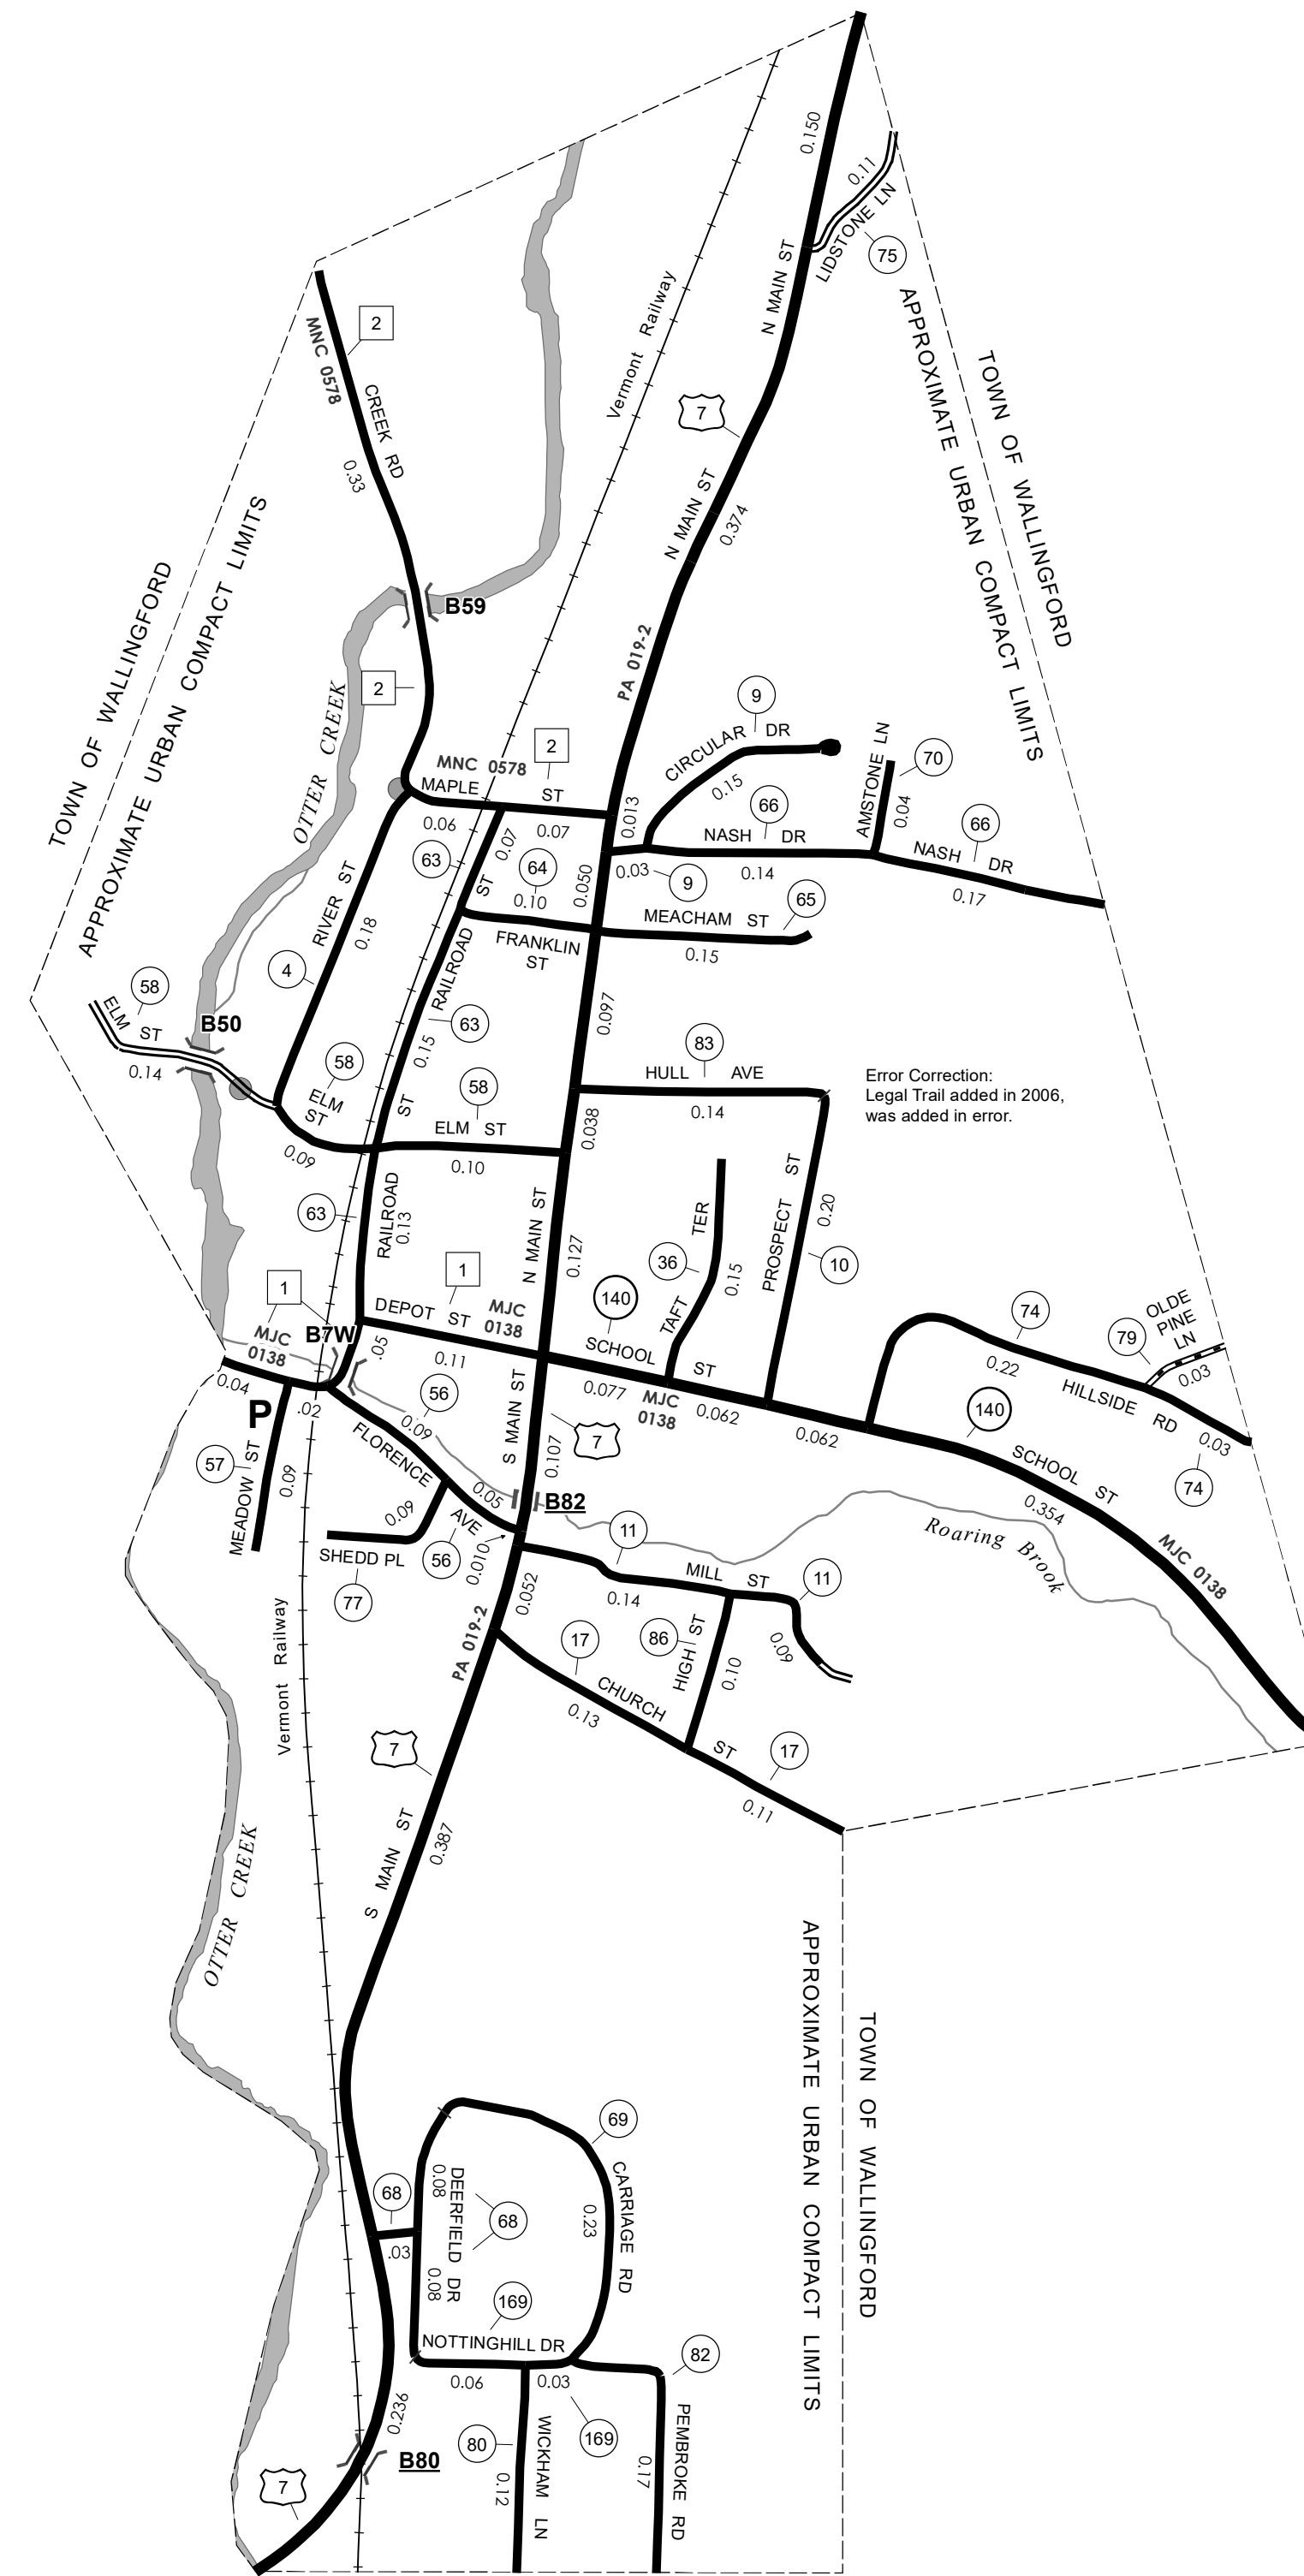 0.150
0.11
LIDSTONE LN
75
N MAIN ST
Vermont Railway
2
MNC 0578
CREEK RD
0.33
7
N MAIN ST
0.374
TOWN OF WALLINGFORD
APPROXIMATE URBAN COMPACT LIMITS
TOWN OF WALLINGFORD
APPROXIMATE URBAN COMPACT LIMITS
B59
PA 019-2
2
OTTER CREEK
2
MNC 0578
MAPLE ST
0.06
0.07
0.013
9
CIRCULAR DR
0.15
66
NASH DR
0.03
9
0.14
AMSTONE LN
70
0.04
66
NASH DR
0.17
63
0.07
ST
64
0.10
0.050
FRANKLIN
ST
MEACHAM ST
65
0.15
RIVER ST
0.18
4
RAILROAD
63
0.15
ST
0.097
58
ELM
ST
B50
0.14
58
ELM
ST
0.09
58
ELM ST
0.10
83
HULL AVE
0.14
0.038
Error Correction:
Legal Trail added in 2006,
was added in error.
63
RAILROAD
0.13
N MAIN ST
0.127
TER
36
TAFT
0.15
PROSPECT ST
0.20
10
1
MJC
0138
B7W
1
DEPOT ST
MJC
0138
.05
0.11
140
SCHOOL ST
0.077
MJC
0138
0.062
0.062
74
0.22
79
OLDE
PINE
LN
0.03
HILLSIDE RD
0.03
74
140
SCHOOL ST
0.354
MJC 0138
0.04
P
.02
57
MEADOW ST
0.09
56
0.09
FLORENCE
AVE
0.05
S MAIN ST
0.107
7
B82
0.09
SHEDD PL
77
56
0.010
0.052
11
MILL ST
0.14
11
0.09
Roaring Brook
86
HIGH ST
0.10
17
CHURCH
ST
0.13
17
0.11
PA 019-2
Vermont Railway
7
S MAIN ST
0.387
OTTER CREEK
APPROXIMATE URBAN COMPACT LIMITS
TOWN OF WALLINGFORD
69
CARRIAGE RD
0.23
68
.03
0.08
DEERFIELD DR
68
0.08
169
NOTTINGHILL DR
0.06
0.03
169
82
PEMBROKE RD
0.17
80
WICKHAM LN
0.12
0.236
B80
7